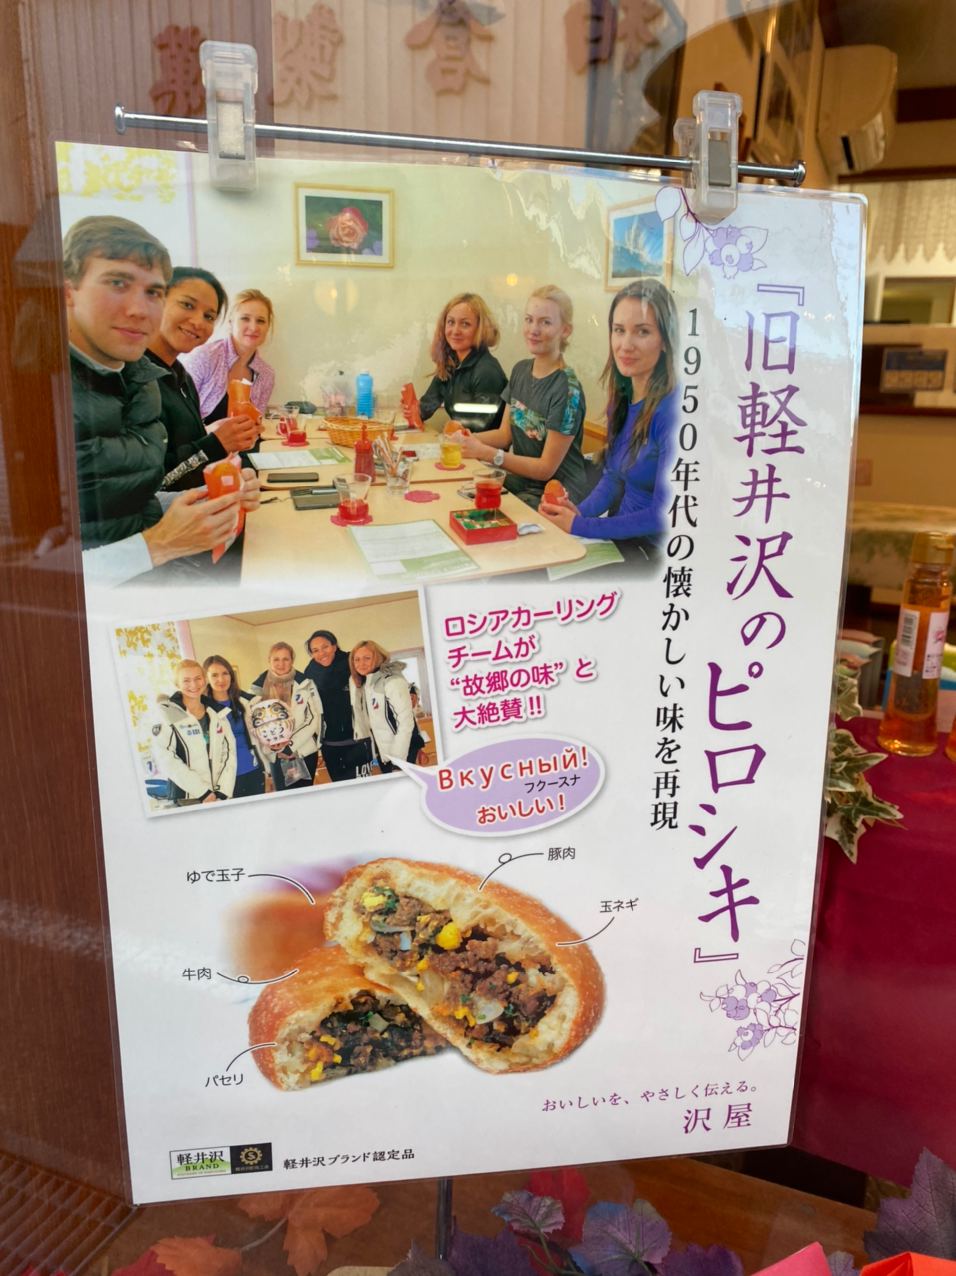 『旧軽井沢のピロシキ』
1950年代の懐かしい味を再現
ロシアカーリング
チームが
“故郷の味”と
大絶賛!!
Вкусный!
フクースナ
おいしい!
ゆで玉子
豚肉
玉ネギ
牛肉
パセリ
おいしいを、やさしく伝える。
沢屋
軽井沢
BRAND
軽井沢ブランド認定品